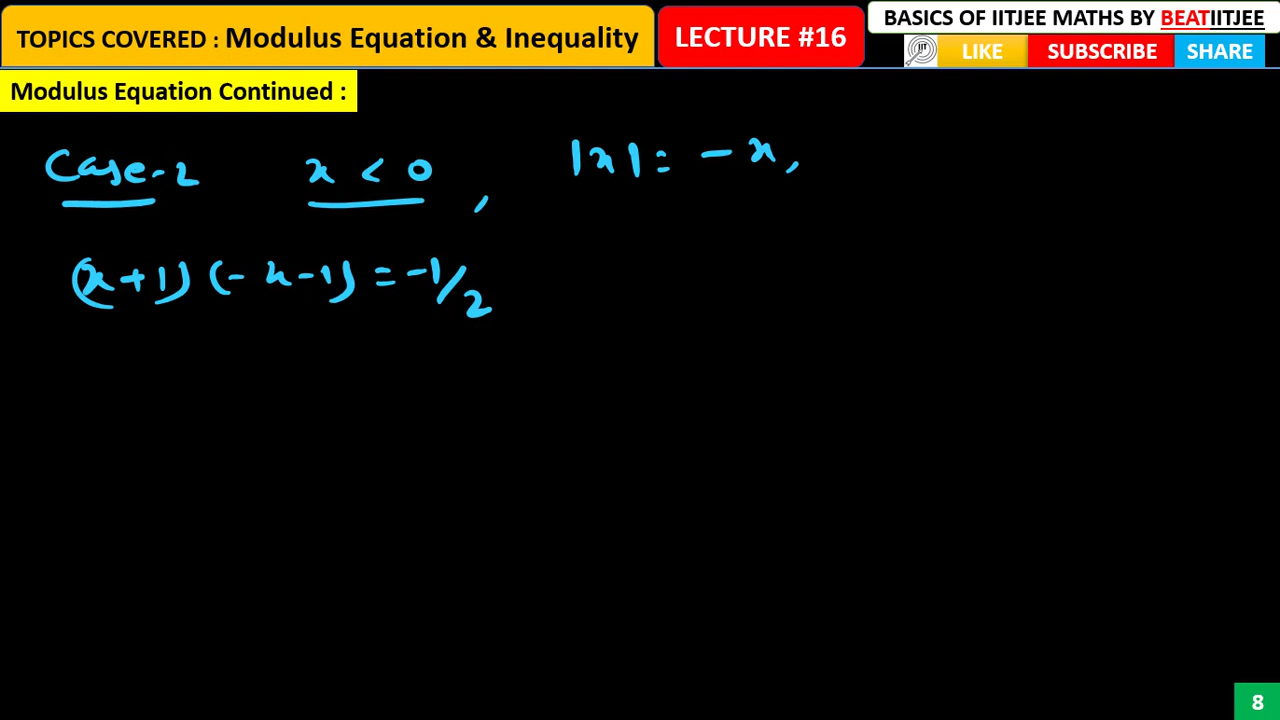 TOPICS COVERED : Modulus Equation & Inequality
LECTURE #16
BASICS OF IITJEE MATHS BY BEATIITJEE
IIT
LIKE
SUBSCRIBE
SHARE
Modulus Equation Continued :
Case-2 x < 0 , |x| = -x,
(x+1) (-x-1) = -1/2
8